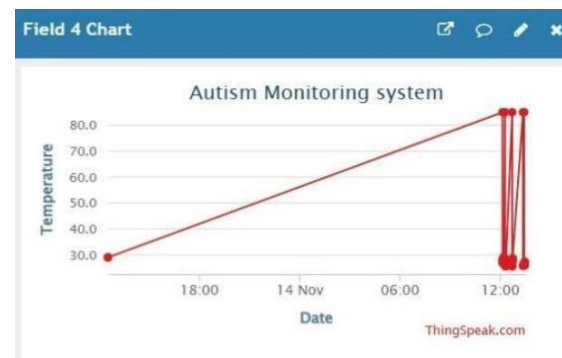 Field 4 Chart
Autism Monitoring system
Temperature
80.0
70.0
60.0
50.0
40.0
30.0
18:00 14 Nov 06:00 12:00
Date
ThingSpeak.com